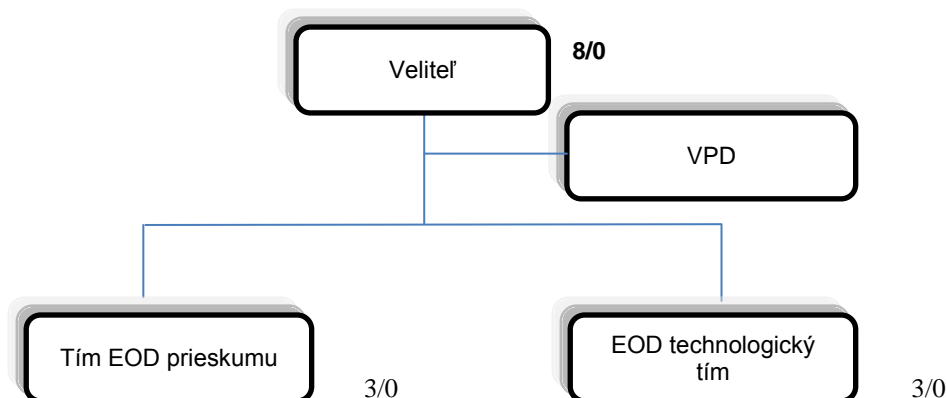 Veliteľ
8/0
VPD
Tím EOD prieskumu
3/0
EOD technologický
tím
3/0